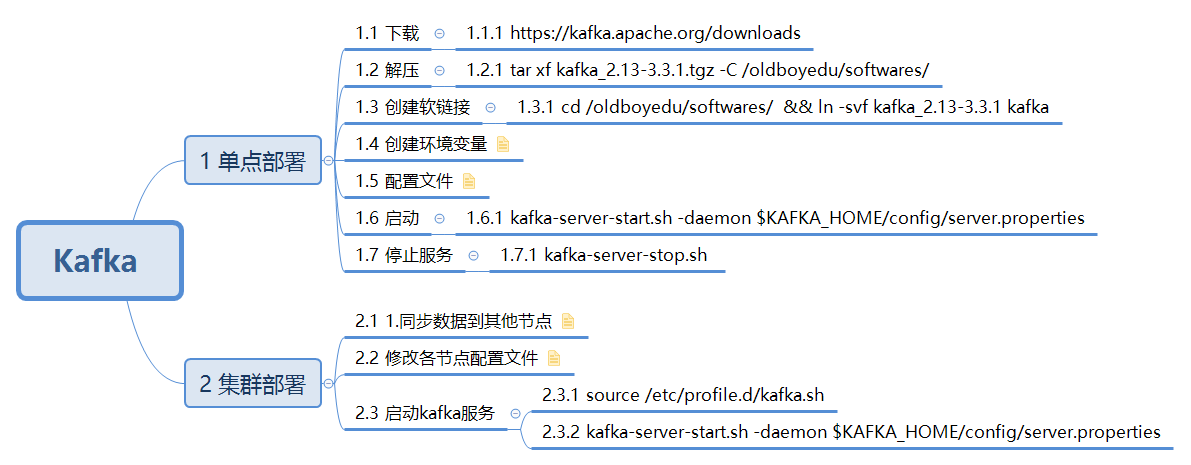 Kafka
1 单点部署
1.1 下载
1.1.1 https://kafka.apache.org/downloads
1.2 解压
1.2.1 tar xf kafka_2.13-3.3.1.tgz -C /oldboyedu/softwares/
1.3 创建软链接
1.3.1 cd /oldboyedu/softwares/  && ln -svf kafka_2.13-3.3.1 kafka
1.4 创建环境变量
1.5 配置文件
1.6 启动
1.6.1 kafka-server-start.sh -daemon $KAFKA_HOME/config/server.properties
1.7 停止服务
1.7.1 kafka-server-stop.sh
2 集群部署
2.1 1.同步数据到其他节点
2.2 修改各节点配置文件
2.3 启动kafka服务
2.3.1 source /etc/profile.d/kafka.sh
2.3.2 kafka-server-start.sh -daemon $KAFKA_HOME/config/server.properties